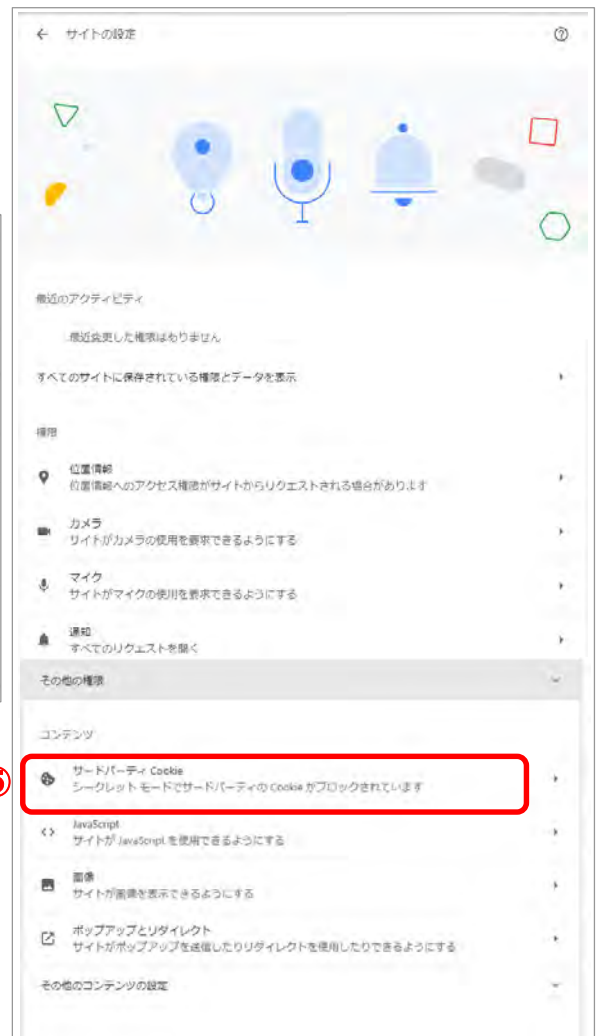 サイトの設定
最近のアクティビティ
最近変更した権限はありません
すべてのサイトに保存されている権限とデータを表示
権限
位置情報
位置情報へのアクセス権限がサイトからリクエストされる場合があります
カメラ
サイトがカメラの使用を要求できるようにする
マイク
サイトがマイクの使用を要求できるようにする
通知
すべてのリクエストを開く
その他の権限
コンテンツ
サードパーティ Cookie
シークレット モードでサードパーティの Cookie がブロックされています
JavaScript
サイトが JavaScript を使用できるようにする
画像
サイトが画像を表示できるようにする
ポップアップとリダイレクト
サイトがポップアップを送信したりリダイレクトを使用したりできるようにする
その他のコンテンツの設定